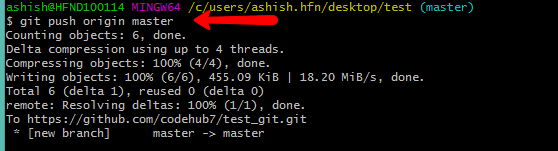 ashish@HFND100114 MINGW64 /c/users/ashish.hfn/desktop/test (master)
$ git push origin master
Counting objects: 6, done.
Delta compression using up to 4 threads.
Compressing objects: 100% (4/4), done.
Writing objects: 100% (6/6), 455.09 KiB | 18.20 MiB/s, done.
Total 6 (delta 1), reused 0 (delta 0)
remote: Resolving deltas: 100% (1/1), done.
To https://github.com/codehub7/test_git.git
 * [new branch]      master -> master